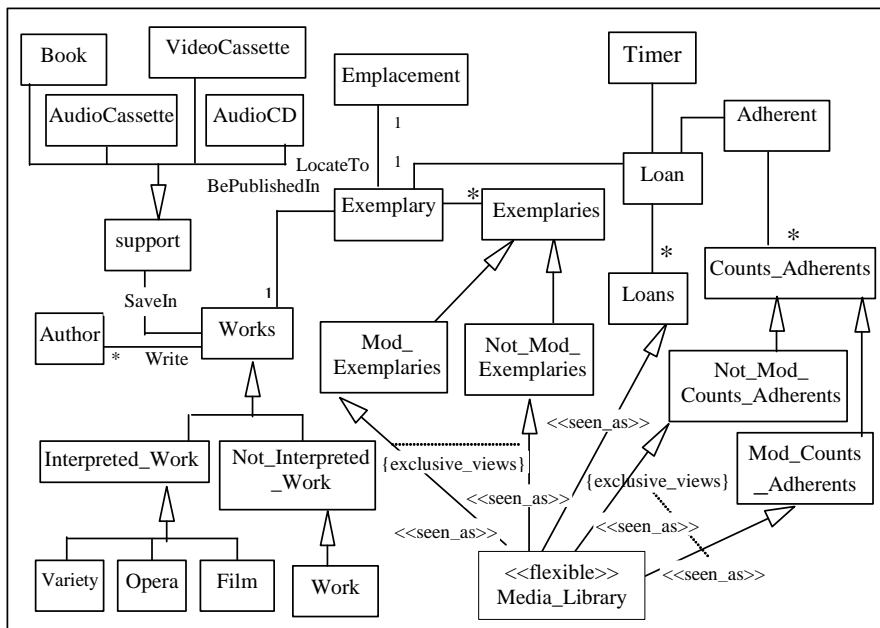 Book
VideoCassette
AudioCassette
AudioCD
Emplacement
Timer
Adherent
1
1
LocateTo
BePublishedIn
Exemplary
*
Exemplaries
Loan
*
*
support
SaveIn
1
Author
*
Write
Works
Loans
Counts_Adherents
Mod_
Exemplaries
Not_Mod_
Exemplaries
Not_Mod_
Counts_Adherents
<<seen_as>>
Interpreted_Work
Not_Interpreted
_Work
{exclusive_views}
{exclusive_views}
Mod_Counts
_Adherents
<<seen_as>>
<<seen_as>>
<<seen_as>>
<<seen_as>>
Variety
Opera
Film
Work
<<flexible>>
Media_Library